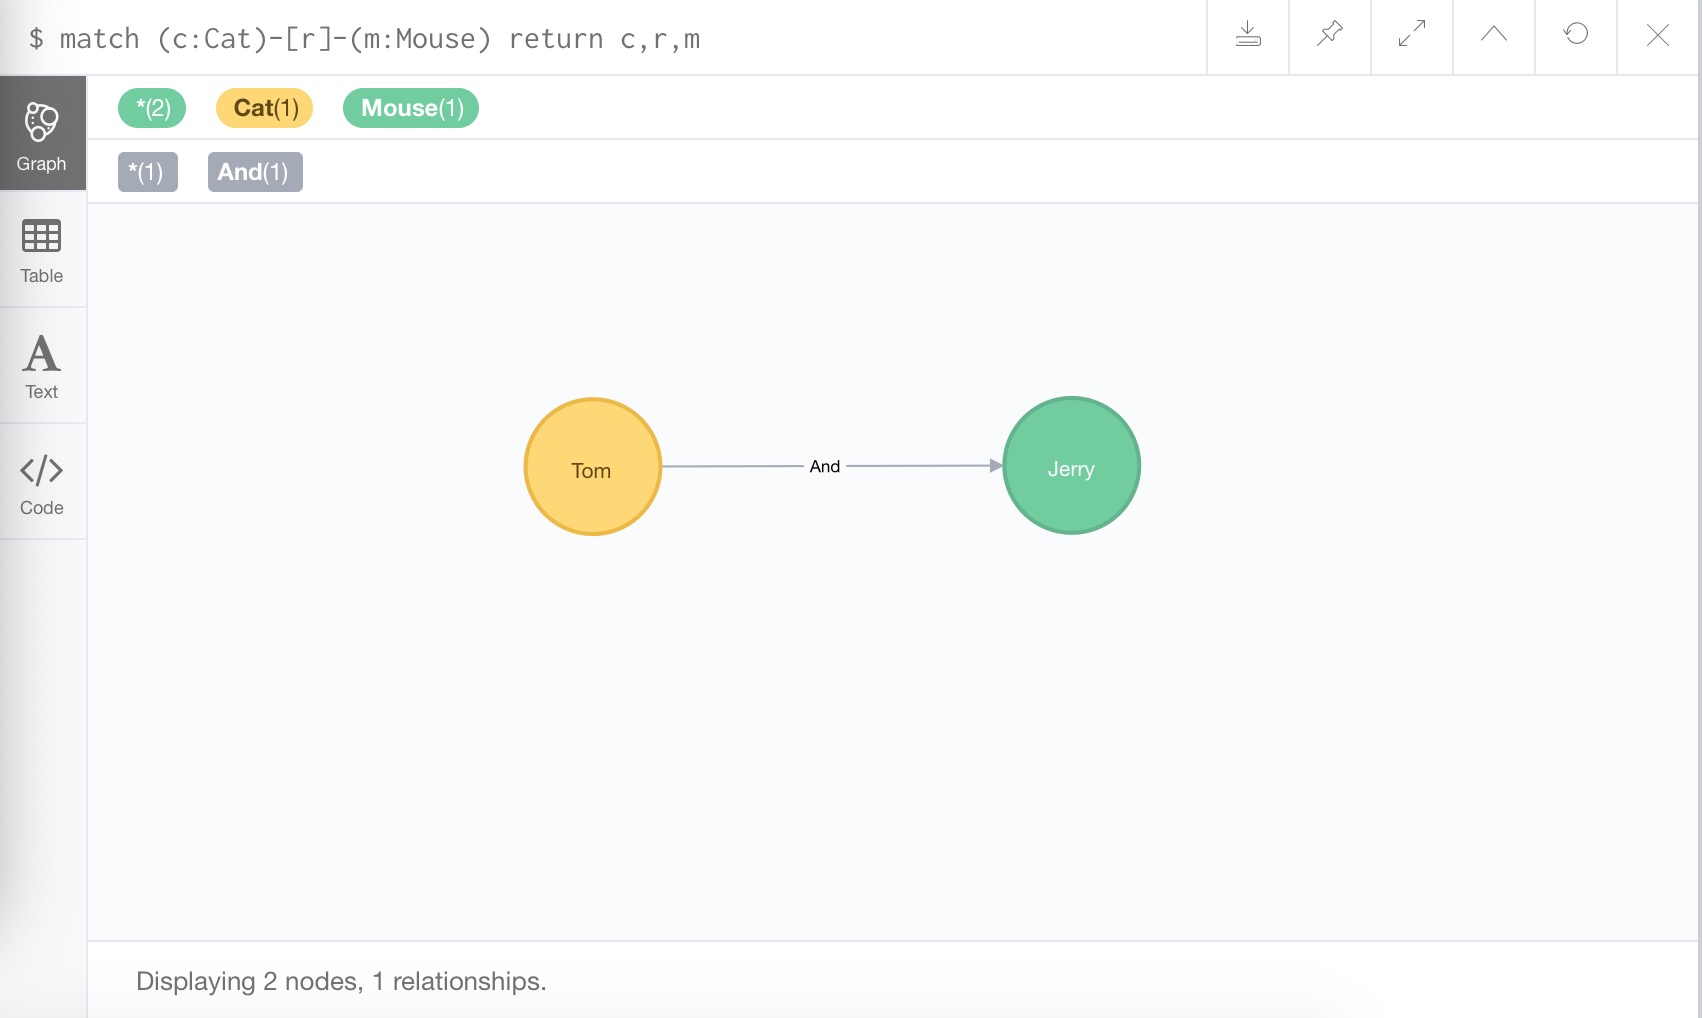 $ match (c:Cat)-[r]-(m:Mouse) return c,r,m
*(2) Cat(1) Mouse(1)
*(1) And(1)
Graph
Table
A
Text
</>
Code
Tom And Jerry
Displaying 2 nodes, 1 relationships.